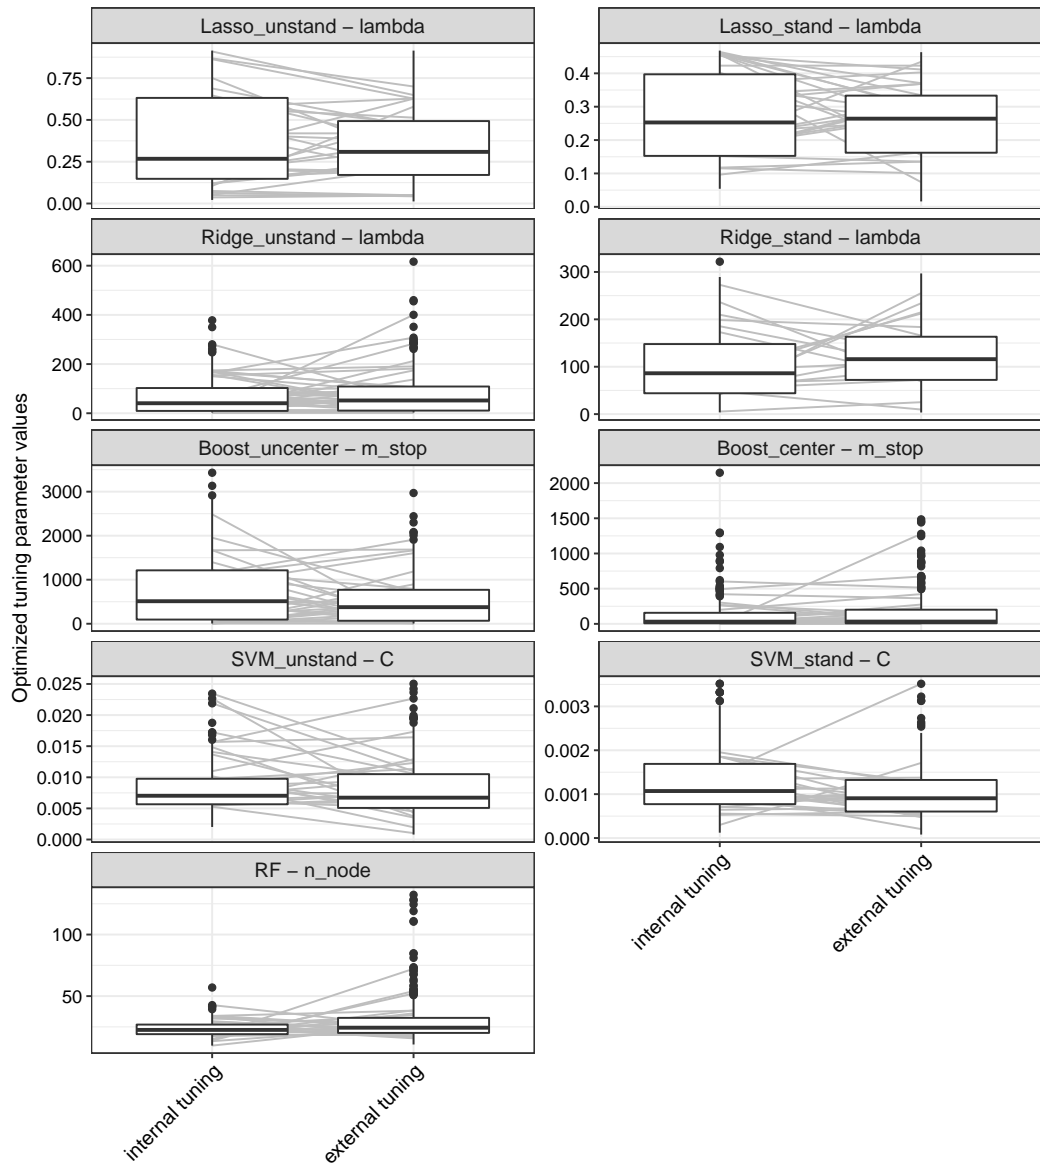 Optimized tuning parameter values
Lasso_unstand – lambda
0.75
0.50
0.25
0.00
Lasso_stand – lambda
0.4
0.3
0.2
0.1
0.0
Ridge_unstand – lambda
600
400
200
0
Ridge_stand – lambda
300
200
100
0
Boost_uncenter – m_stop
3000
2000
1000
0
Boost_center – m_stop
2000
1500
1000
500
0
SVM_unstand – C
0.025
0.020
0.015
0.010
0.005
0.000
SVM_stand – C
0.003
0.002
0.001
0.000
internal tuning
external tuning
RF – n_node
100
50
internal tuning
external tuning